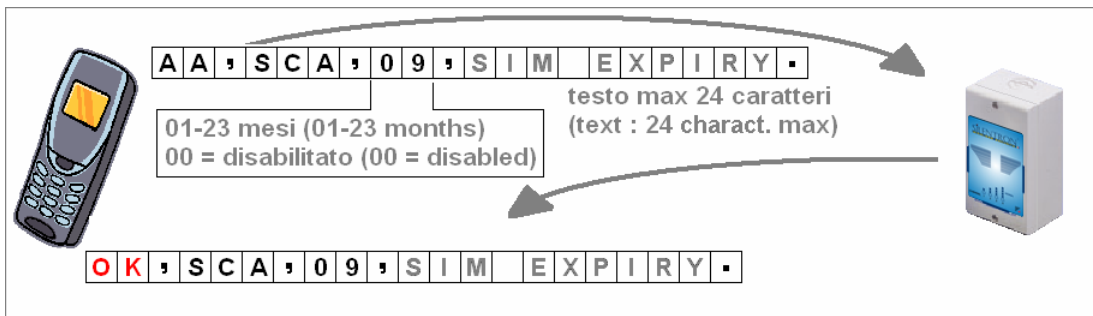 AA,SCA,09,SIM EXPIRY.
testo max 24 caratteri
(text : 24 charact. max)
01-23 mesi (01-23 months)
00 = disabilitato (00 = disabled)
SILENTRON
OK,SCA,09,SIM EXPIRY.